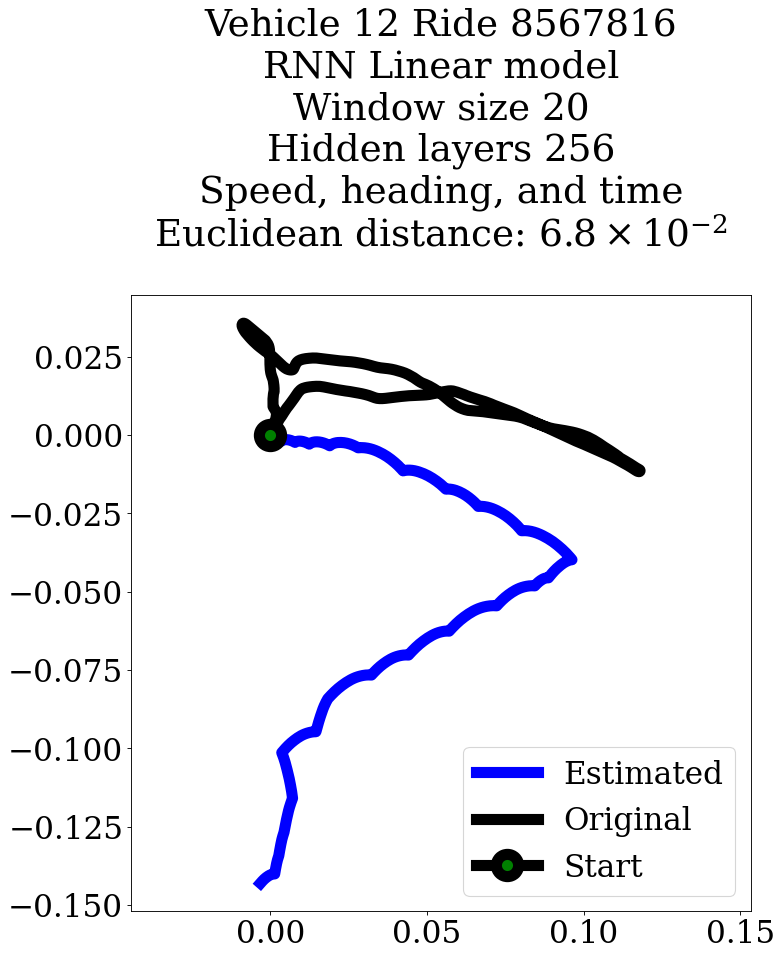 Vehicle 12 Ride 8567816
RNN Linear model
Window size 20
Hidden layers 256
Speed, heading, and time
Euclidean distance: 6.8 × 10⁻²
0.025
0.000
−0.025
−0.050
−0.075
−0.100
−0.125
−0.150
Estimated
Original
Start
0.00 0.05 0.10 0.15